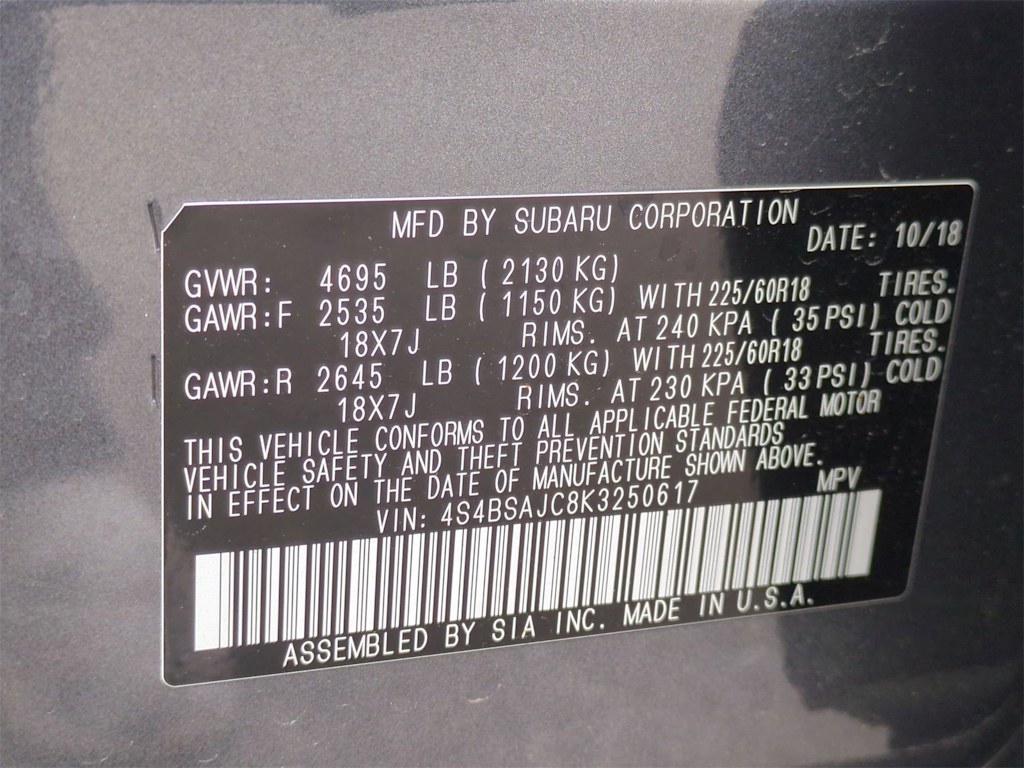 MFD BY SUBARU CORPORATION
DATE: 10/18
GVWR: 4695 LB ( 2130 KG)
GAWR:F 2535 LB ( 1150 KG) WITH 225/60R18 TIRES.
18X7J RIMS. AT 240 KPA ( 35 PSI) COLD
GAWR:R 2645 LB ( 1200 KG) WITH 225/60R18 TIRES.
18X7J RIMS. AT 230 KPA ( 33 PSI) COLD
THIS VEHICLE CONFORMS TO ALL APPLICABLE FEDERAL MOTOR
VEHICLE SAFETY AND THEFT PREVENTION STANDARDS
IN EFFECT ON THE DATE OF MANUFACTURE SHOWN ABOVE.
VIN: 4S4BSAJC8K3250617 MPV
ASSEMBLED BY SIA INC. MADE IN U.S.A.